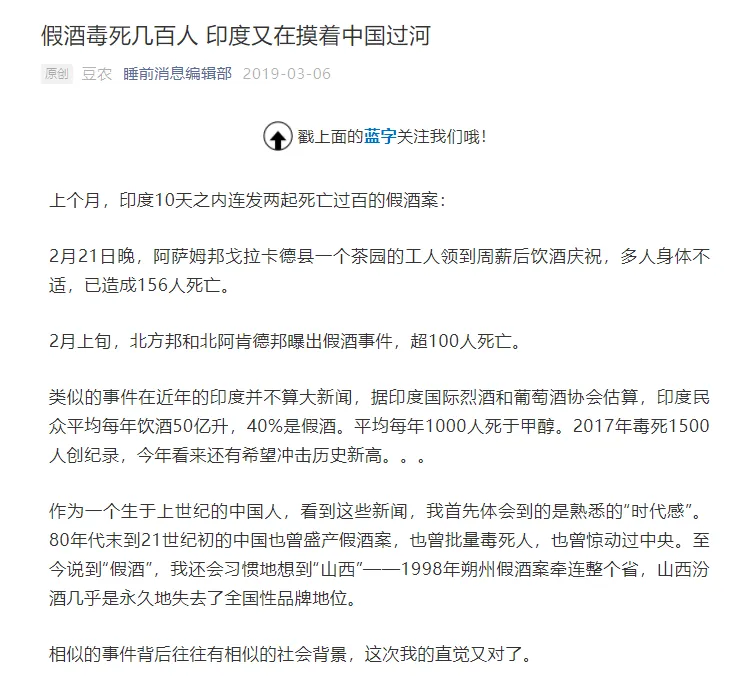 假酒毒死几百人 印度又在摸着中国过河
原创 豆农 睡前消息编辑部 2019-03-06
戳上面的蓝字关注我们哦！
上个月，印度10天之内连发两起死亡过百的假酒案：
2月21日晚，阿萨姆邦戈拉卡德县一个茶园的工人领到周薪后饮酒庆祝，多人身体不
适，已造成156人死亡。
2月上旬，北方邦和北阿肯德邦曝出假酒事件，超100人死亡。
类似的事件在近年的印度并不算大新闻，据印度国际烈酒和葡萄酒协会估算，印度民
众平均每年饮酒50亿升，40%是假酒。平均每年1000人死于甲醇。2017年毒死1500
人创纪录，今年看来还有希望冲击历史新高。。。
作为一个生于上世纪的中国人，看到这些新闻，我首先体会到的是熟悉的“时代感”。
80年代末到21世纪初的中国也曾盛产假酒案，也曾批量毒死人，也曾惊动过中央。至
今说到“假酒”，我还会习惯地想到“山西”——1998年朔州假酒案牵连整个省，山西汾
酒几乎是永久地失去了全国性品牌地位。
相似的事件背后往往有相似的社会背景，这次我的直觉又对了。